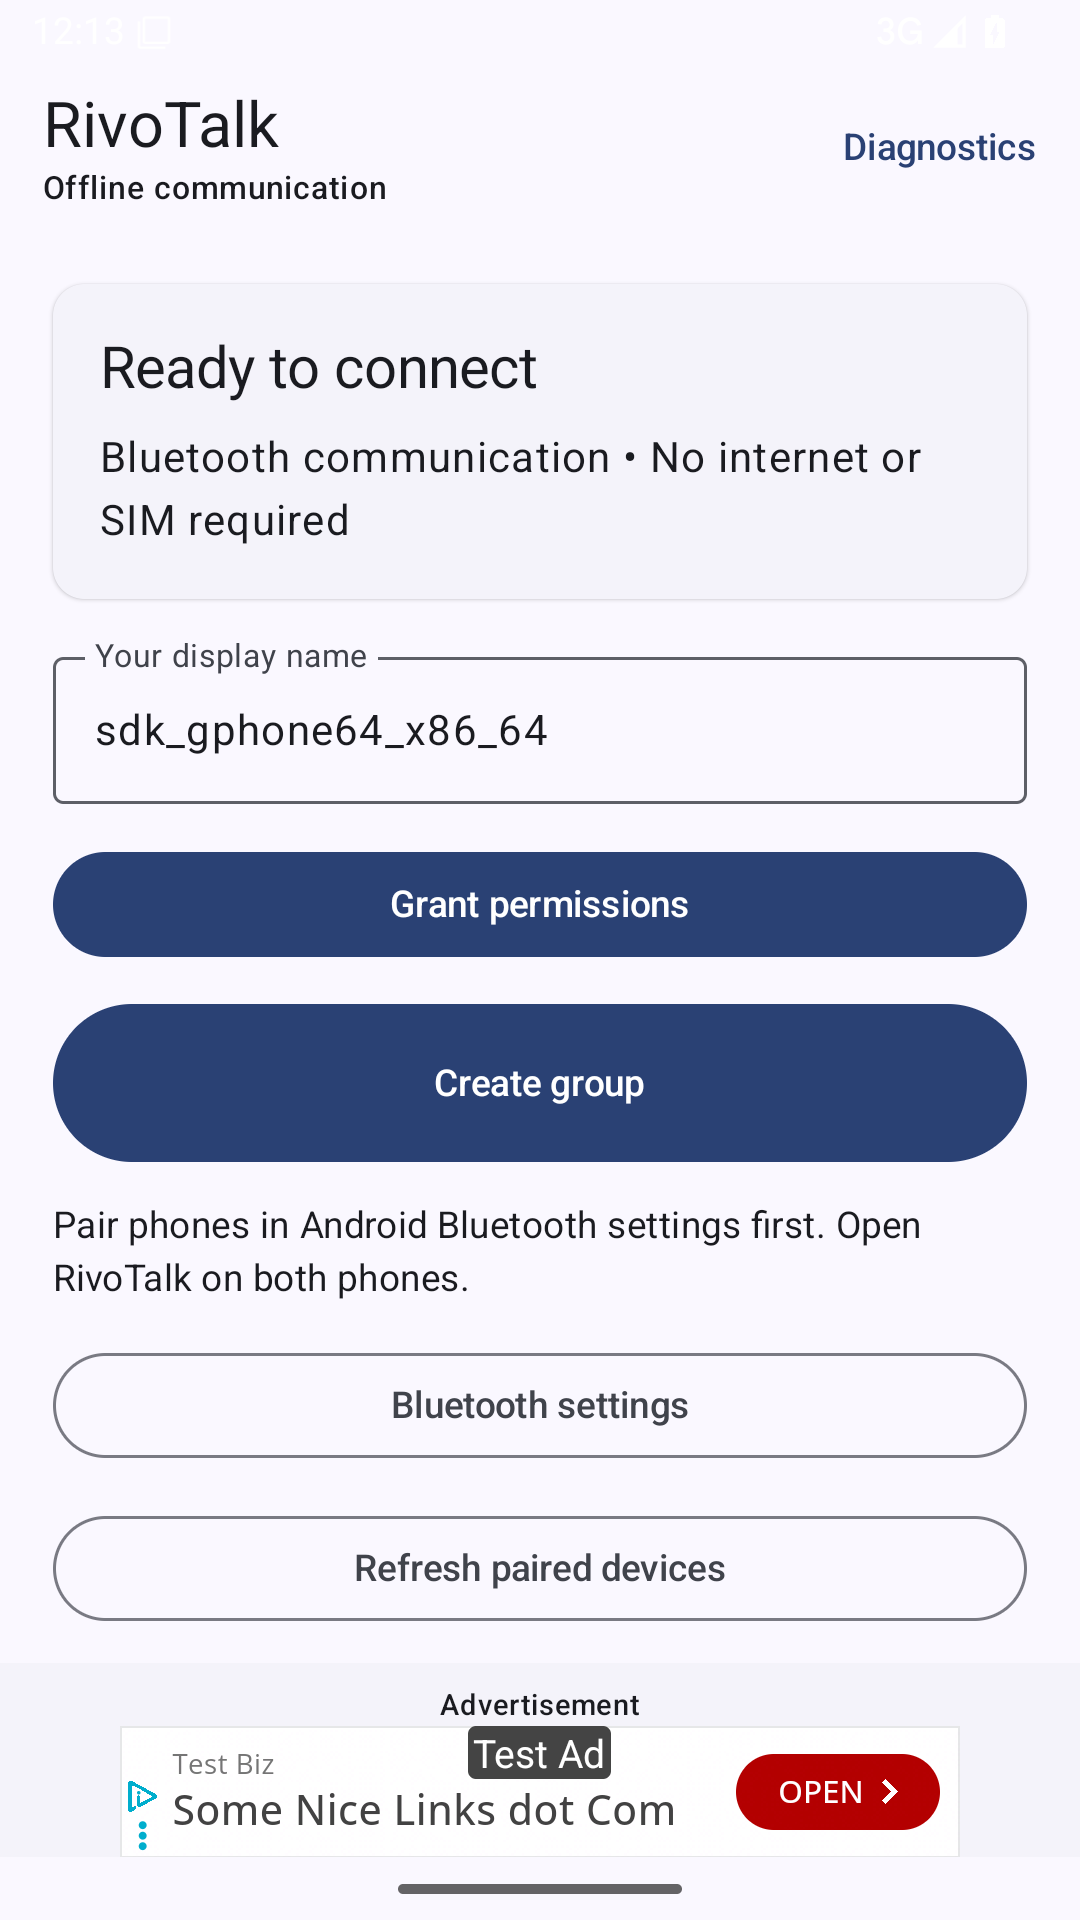 12:13
3G
RivoTalk
Diagnostics
Offline communication
Ready to connect
Bluetooth communication • No internet or
SIM required
Your display name
sdk_gphone64_x86_64
Grant permissions
Create group
Pair phones in Android Bluetooth settings first. Open
RivoTalk on both phones.
Bluetooth settings
Refresh paired devices
Advertisement
Test Ad
Test Biz
Some Nice Links dot Com
OPEN